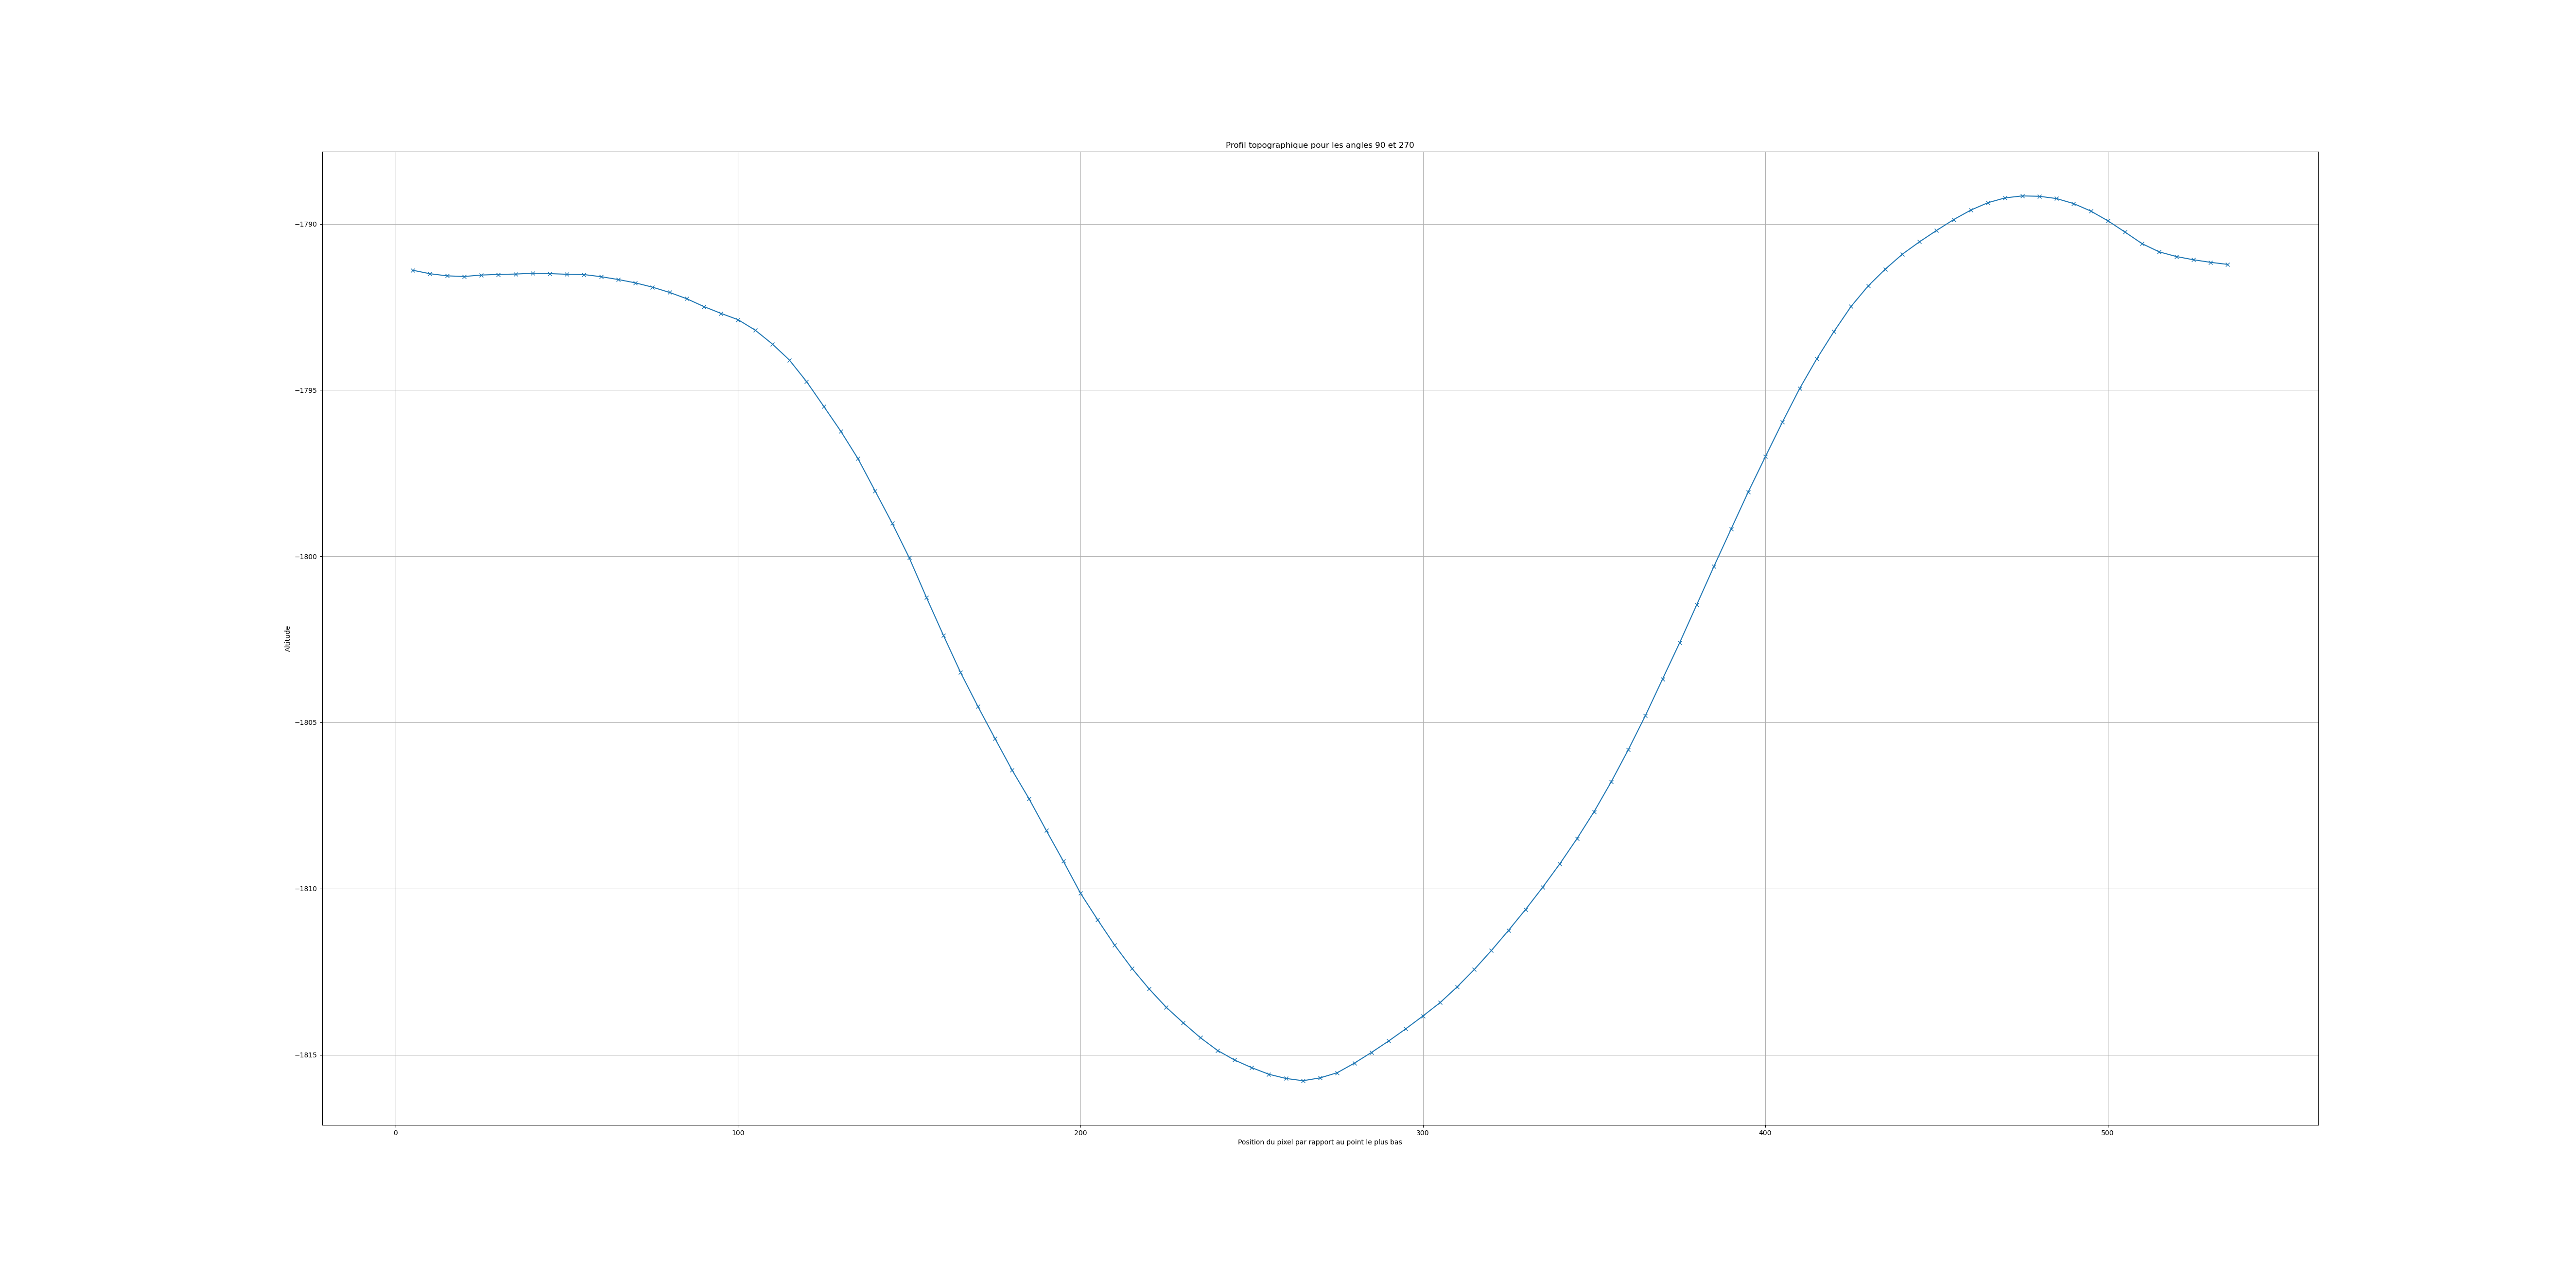 Profil topographique pour les angles 90 et 270
−1790
−1795
−1800
−1805
−1810
−1815
Altitude
0 100 200 300 400 500
Position du pixel par rapport au point le plus bas